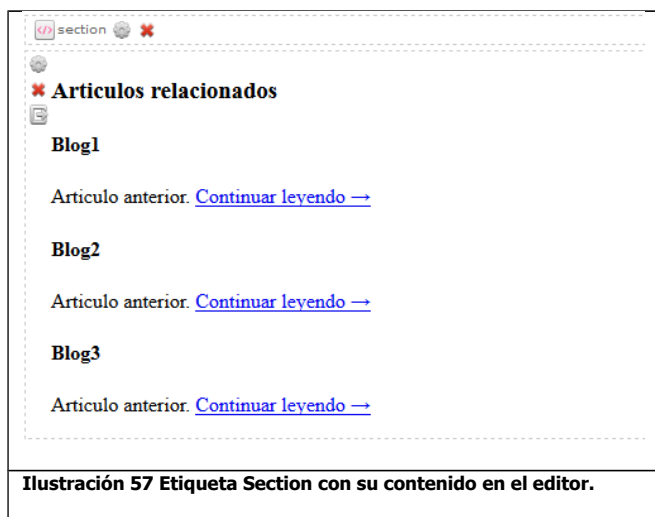 section
Articulos relacionados
Blog1
Articulo anterior. Continuar leyendo →
Blog2
Articulo anterior. Continuar leyendo →
Blog3
Articulo anterior. Continuar leyendo →
Ilustración 57 Etiqueta Section con su contenido en el editor.